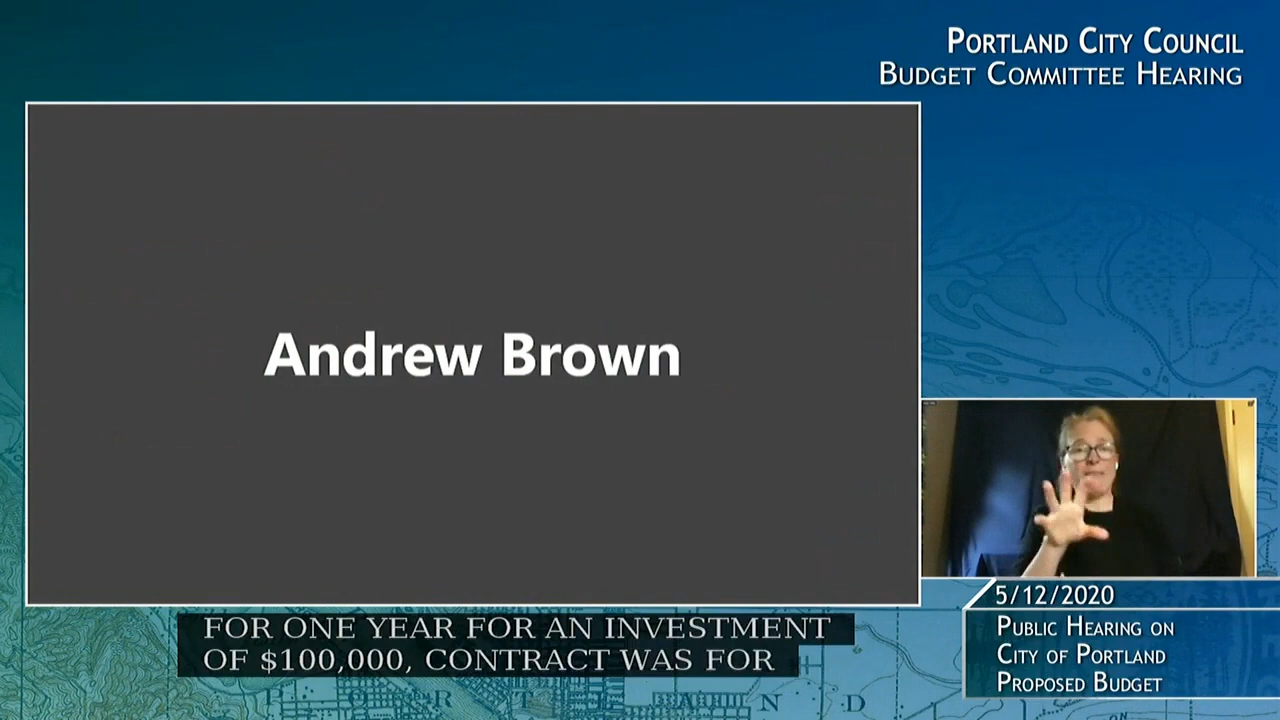 PORTLAND CITY COUNCIL
BUDGET COMMITTEE HEARING
Andrew Brown
FOR ONE YEAR FOR AN INVESTMENT
OF $100,000, CONTRACT WAS FOR
5/12/2020
PUBLIC HEARING ON
CITY OF PORTLAND
PROPOSED BUDGET